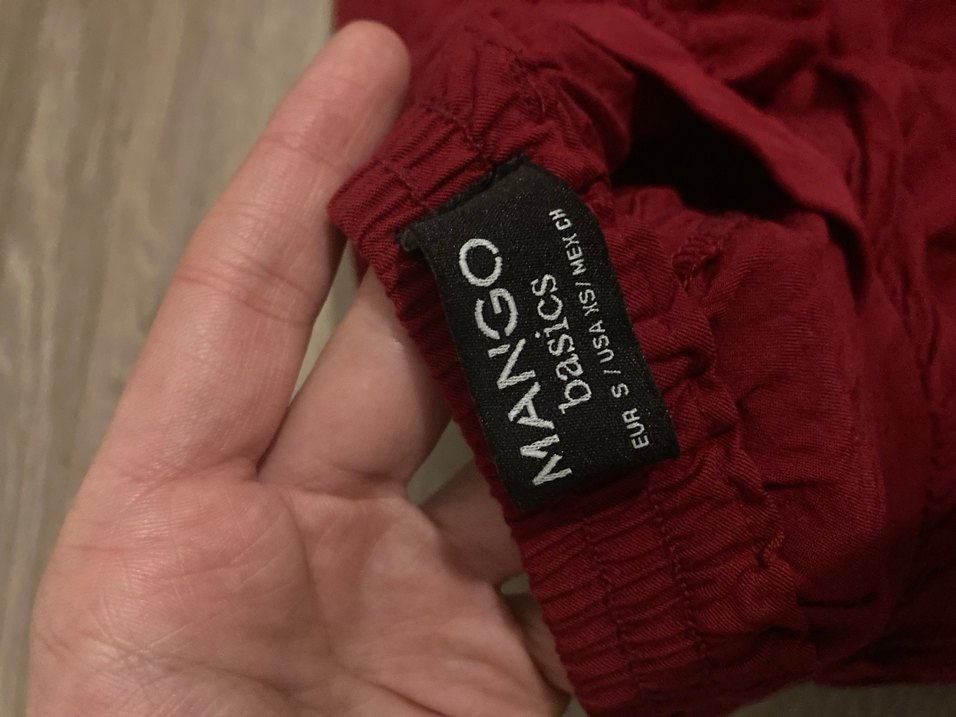 MANGO
basics
EUR S / USA XS/ MEX CH